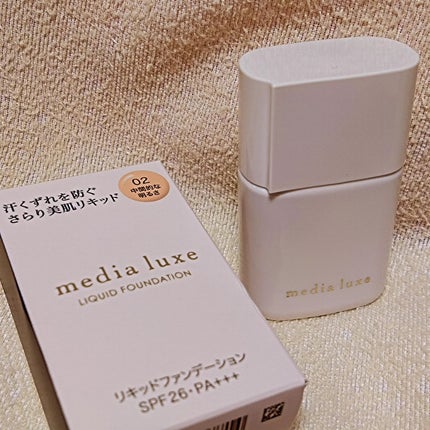 汗くずれを防ぐ
さらり美肌リキッド
02
中間的な
明るさ
media luxe
LIQUID FOUNDATION
リキッドファンデーション
SPF26・PA+++
media luxe